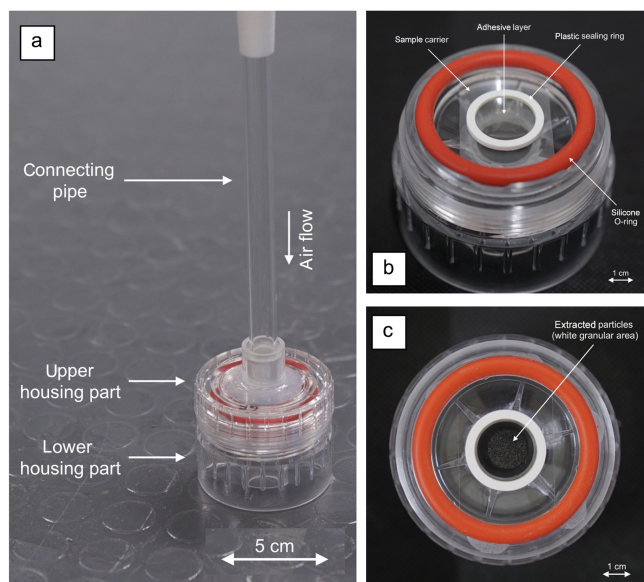 a
Connecting
pipe
Air flow
Upper
housing part
Lower
housing part
5 cm
Adhesive layer
Sample carrier
Plastic sealing ring
Silicone
O-ring
b
1 cm
c
Extracted particles
(white granular area)
1 cm